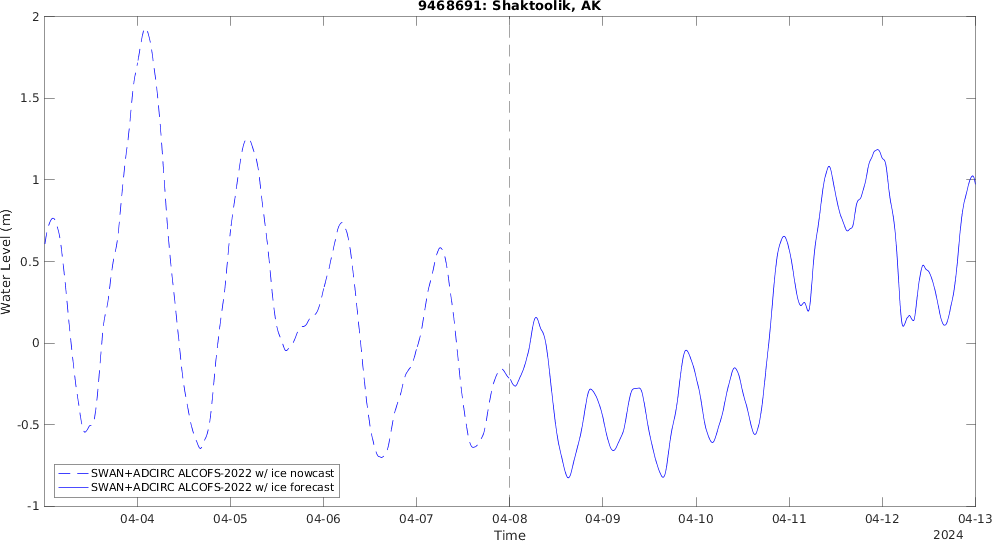 9468691: Shaktoolik, AK
Water Level (m)
2
1.5
1
0.5
0
-0.5
-1
SWAN+ADCIRC ALCOFS-2022 w/ ice nowcast
SWAN+ADCIRC ALCOFS-2022 w/ ice forecast
04-04 04-05 04-06 04-07 04-08 04-09 04-10 04-11 04-12 04-13
Time
2024